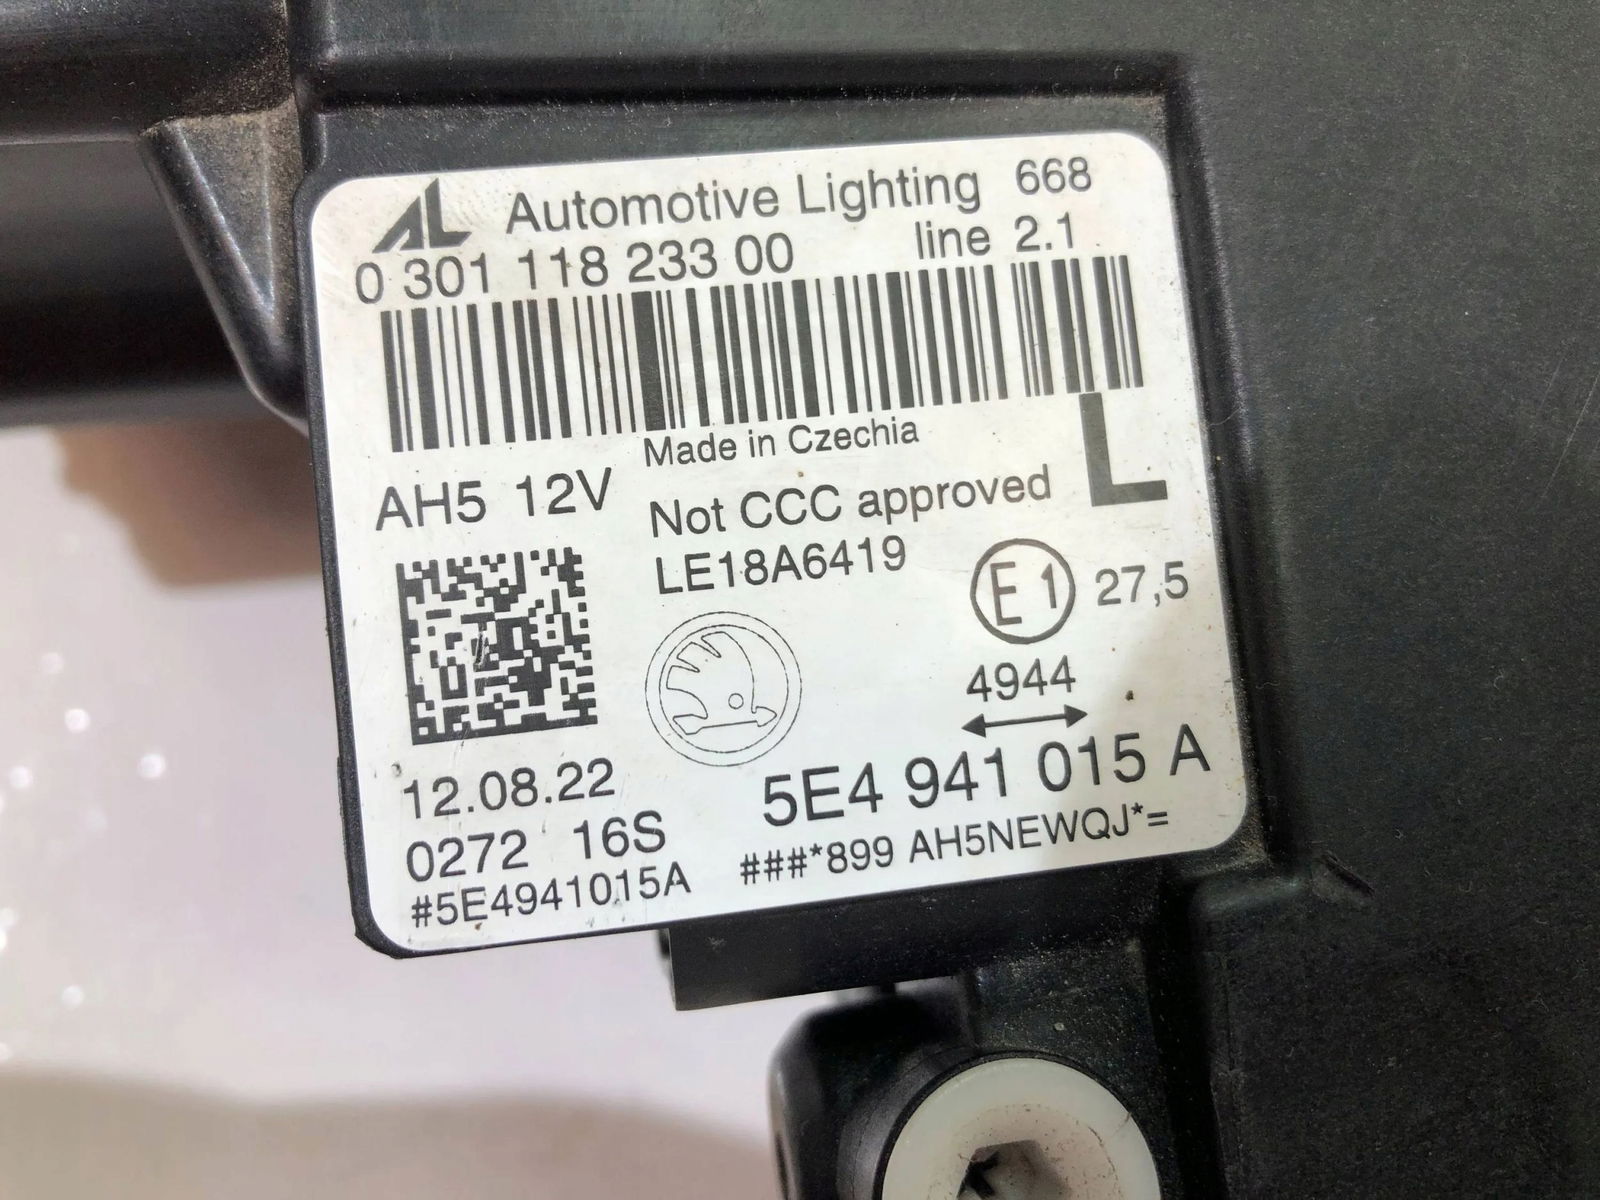 AL Automotive Lighting 668
0 301 118 233 00 line 2.1
Made in Czechia
L
AH5 12V
Not CCC approved
LE18A6419
E1 27,5
4944
12.08.22
5E4 941 015 A
0272 16S
###*899 AH5NEWQJ*=
#5E4941015A